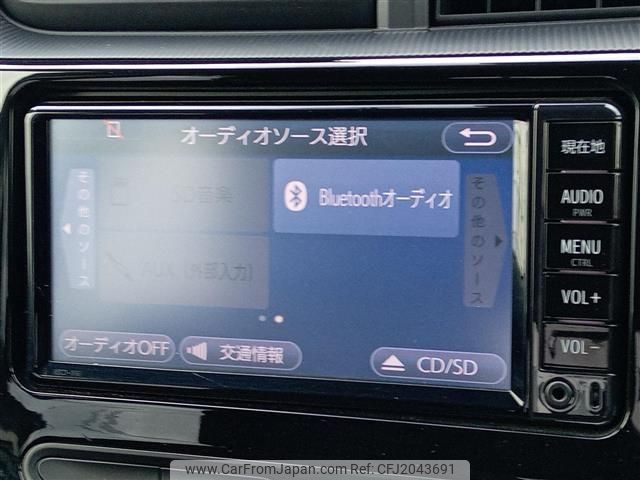 オーディオソース選択
その他のソース
SD音楽
Bluetoothオーディオ
その他のソース
AUX (外部入力)
オーディオOFF
交通情報
CD/SD
現在地
AUDIO
PWR
MENU
CTRL
VOL+
VOL-
www.CarFromJapan.com - CFJ2043691